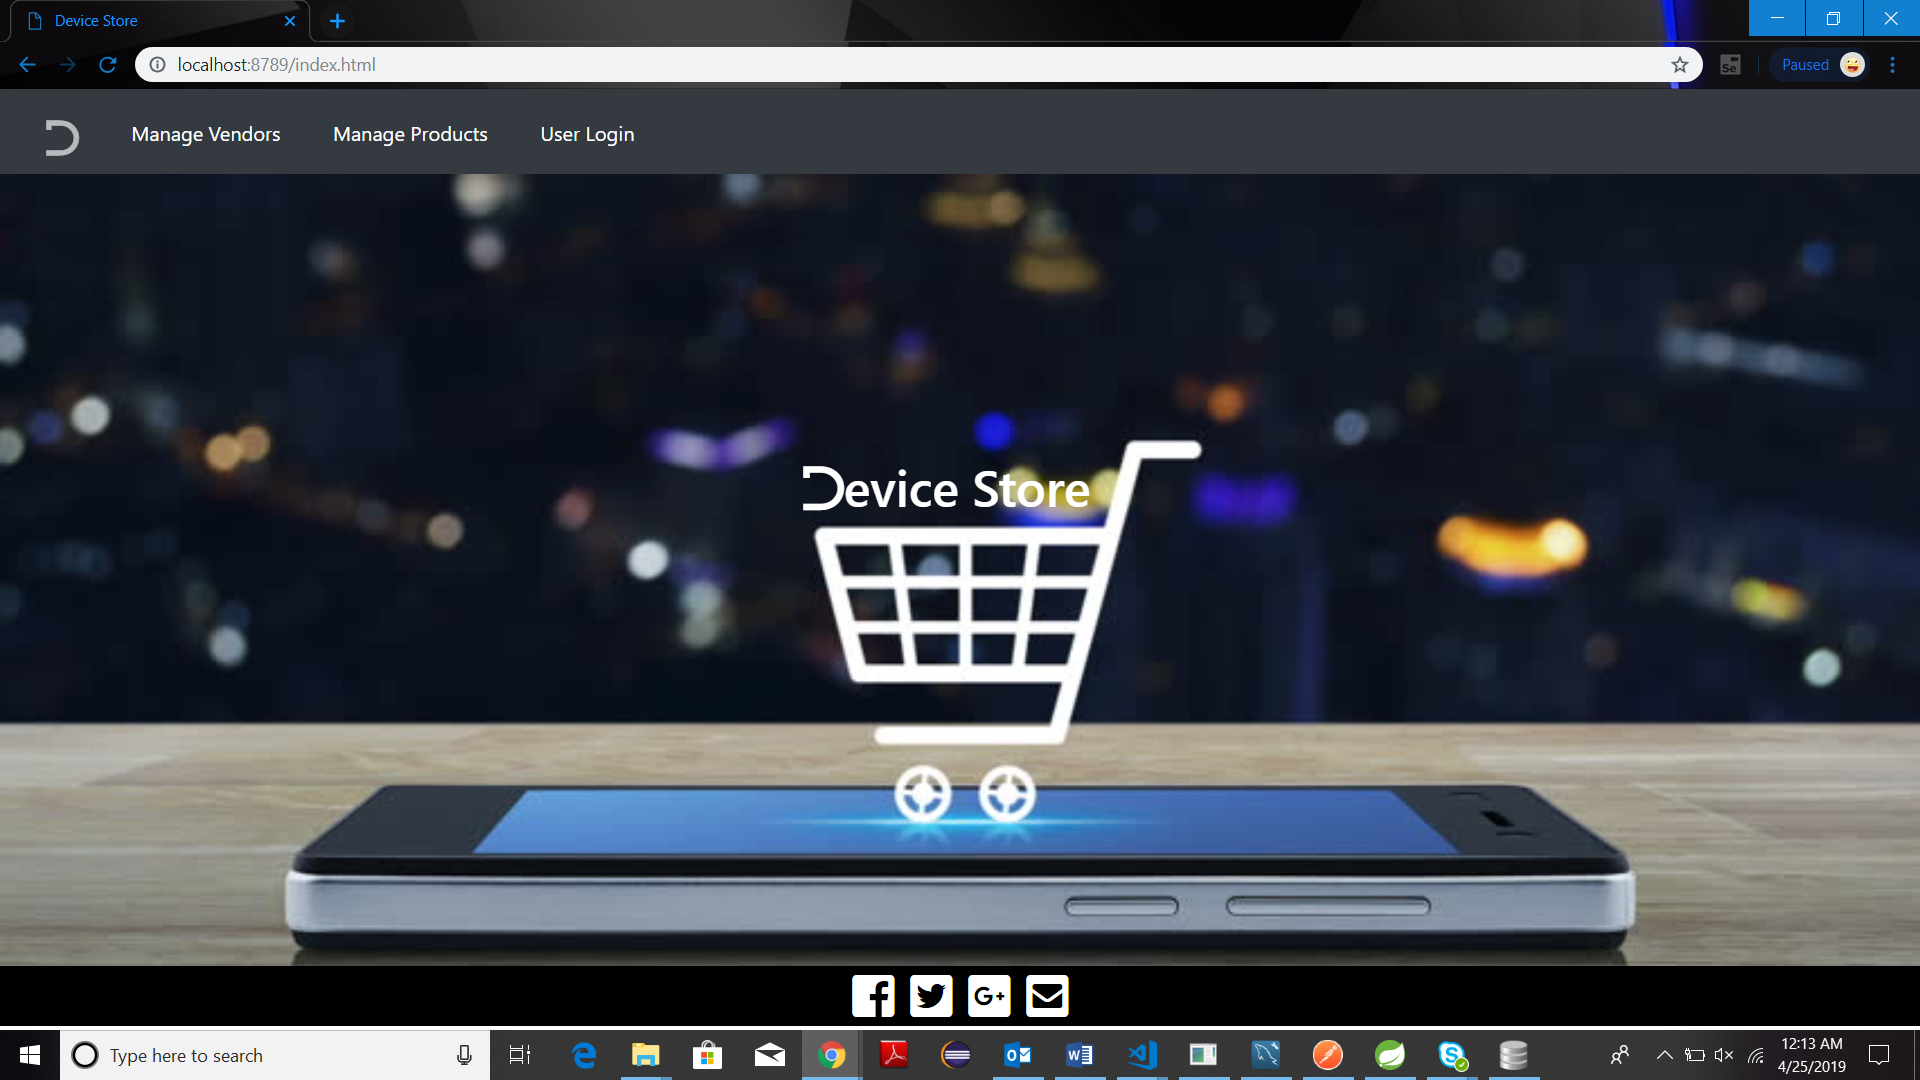 Device Store
localhost:8789/index.html
Se
Paused
D
Manage Vendors
Manage Products
User Login
Device Store
G+
Type here to search
12:13 AM
4/25/2019